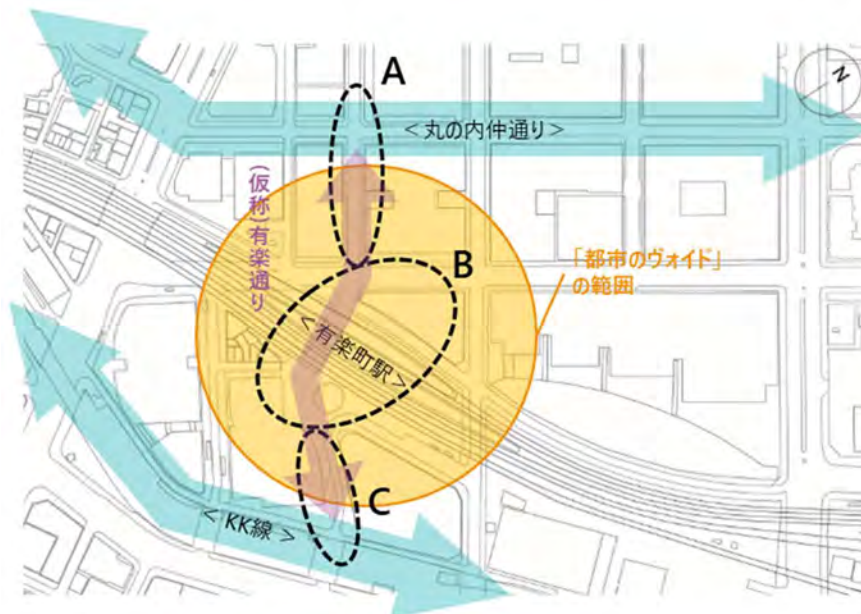 A
N
<丸の内仲通り>
(仮称)有楽通り
B
「都市のヴォイド」
の範囲
<有楽町駅>
C
< KK線 >